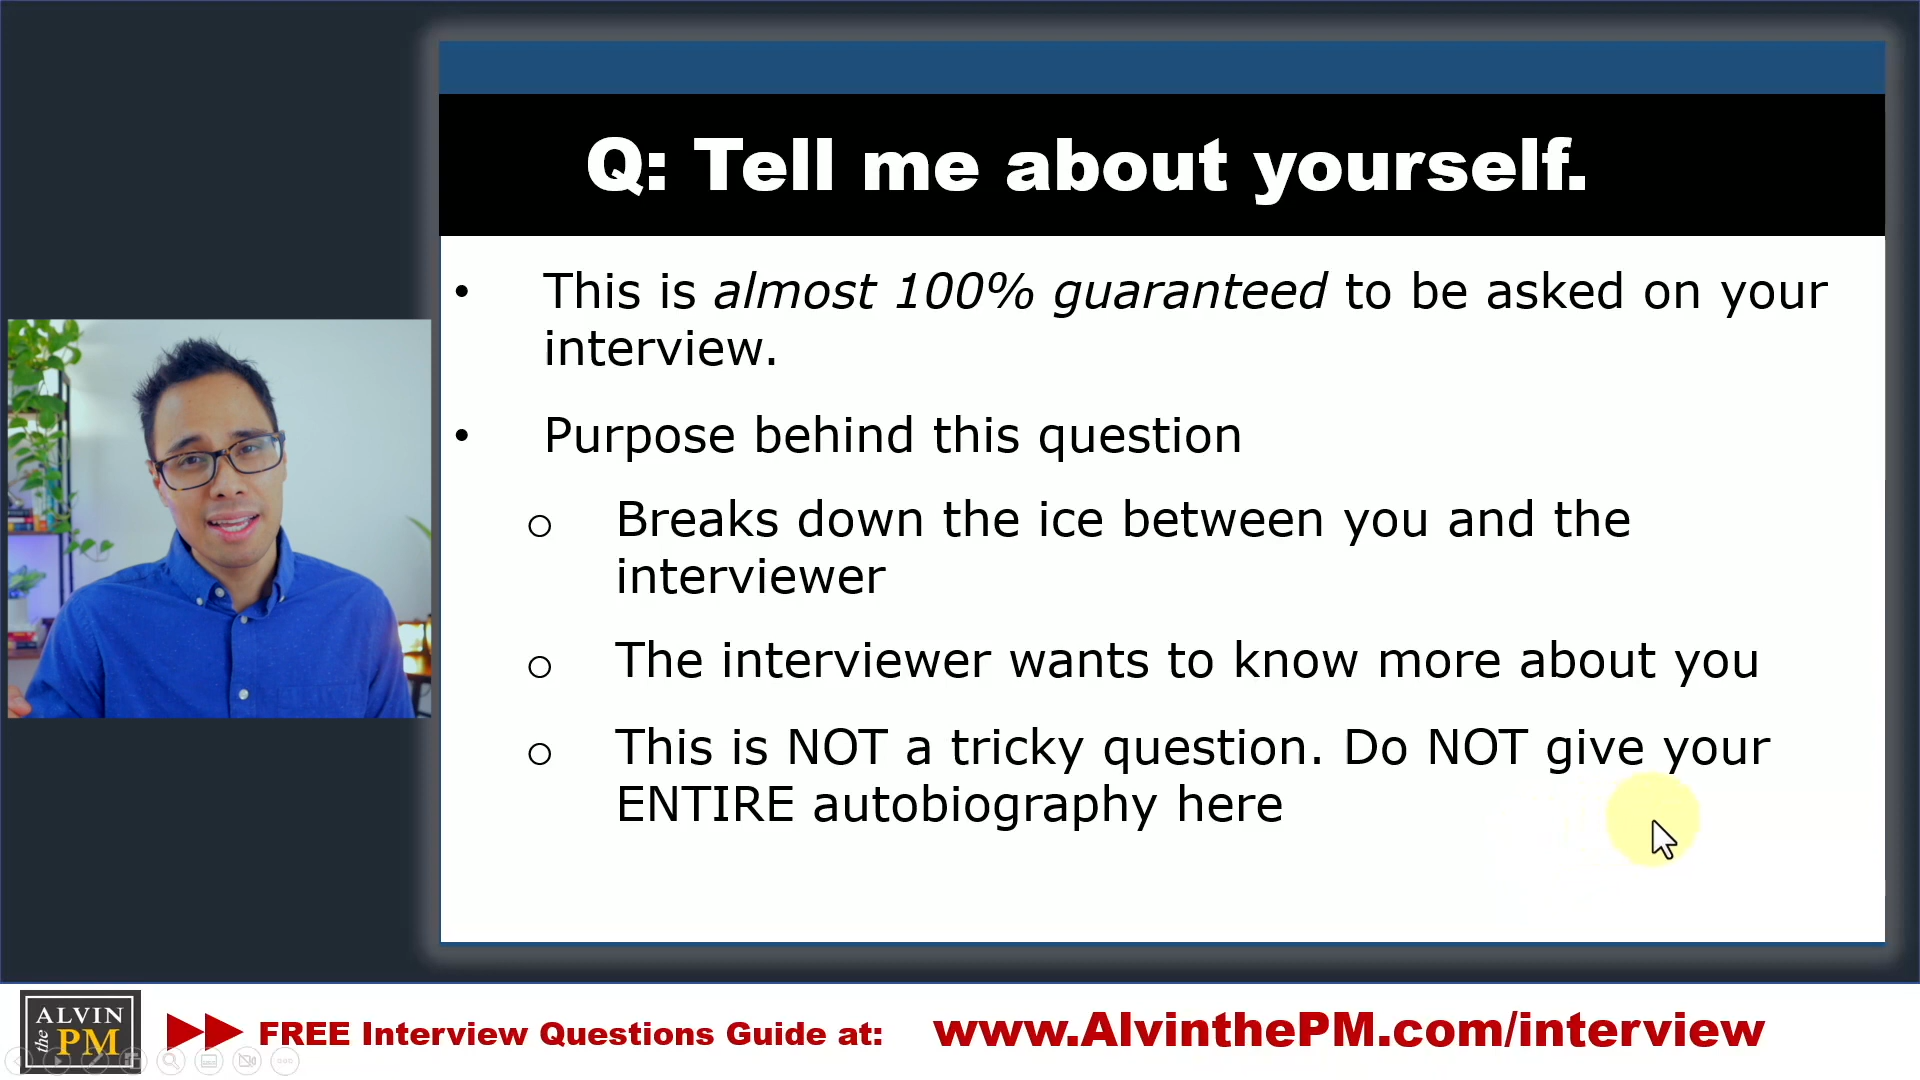 Q: Tell me about yourself.
• This is almost 100% guaranteed to be asked on your
interview.
• Purpose behind this question
o Breaks down the ice between you and the
interviewer
o The interviewer wants to know more about you
o This is NOT a tricky question. Do NOT give your
ENTIRE autobiography here
ALVIN
the PM
FREE Interview Questions Guide at: www.AlvinthePM.com/interview